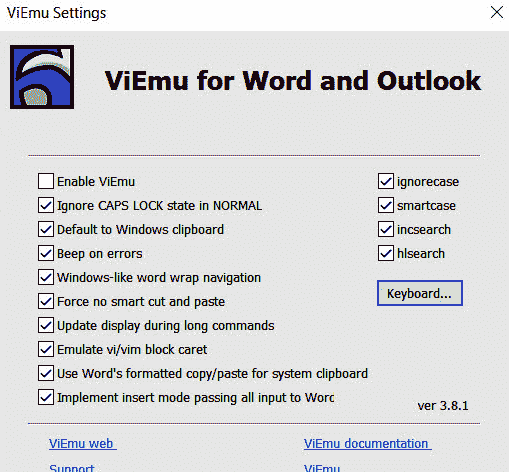 ViEmu Settings
ViEmu for Word and Outlook
Enable ViEmu
Ignore CAPS LOCK state in NORMAL
Default to Windows clipboard
Beep on errors
Windows-like word wrap navigation
Force no smart cut and paste
Update display during long commands
Emulate vi/vim block caret
Use Word's formatted copy/paste for system clipboard
Implement insert mode passing all input to Word
ignorecase
smartcase
incsearch
hlsearch
Keyboard...
ver 3.8.1
ViEmu web
ViEmu documentation
Support
ViEmu